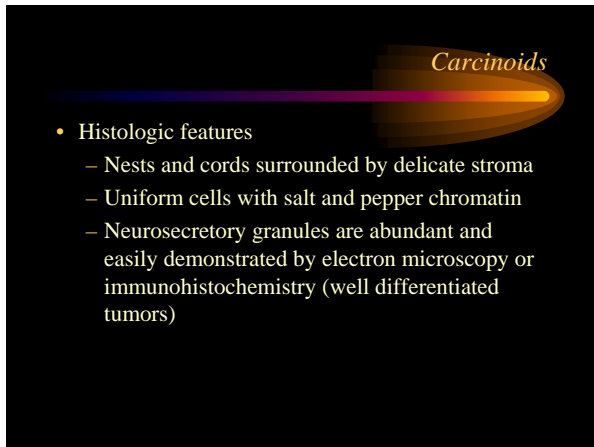 Carcinoids
• Histologic features
– Nests and cords surrounded by delicate stroma
– Uniform cells with salt and pepper chromatin
– Neurosecretory granules are abundant and
easily demonstrated by electron microscopy or
immunohistochemistry (well differentiated
tumors)